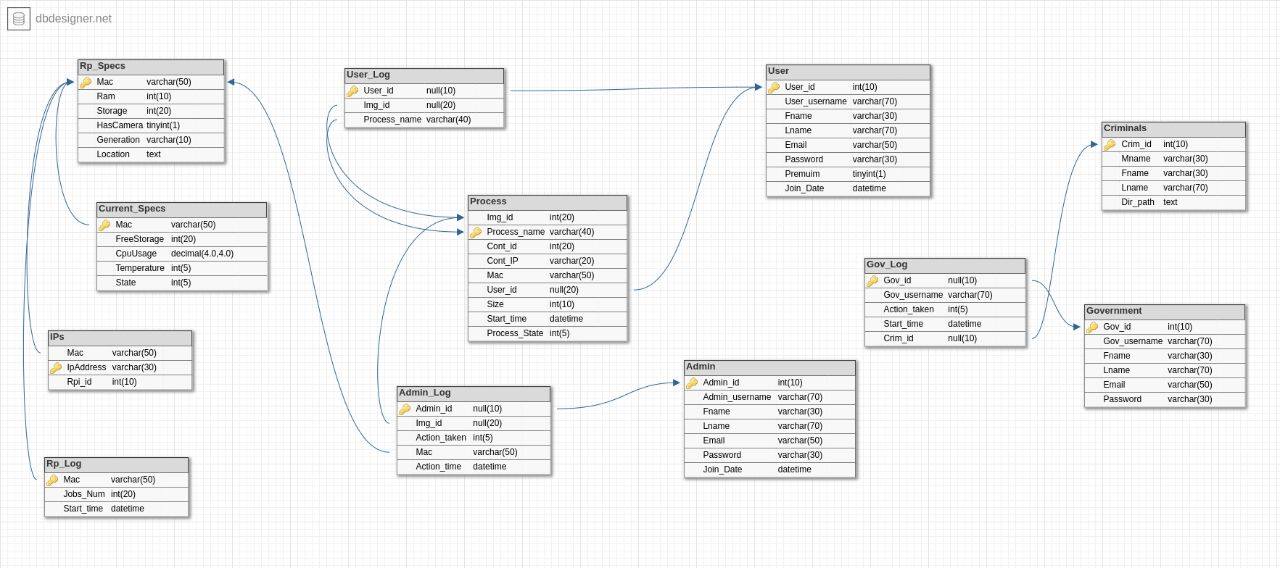 dbdesigner.net
Rp_Specs
Mac varchar(50)
Ram int(10)
Storage int(20)
HasCamera tinyint(1)
Generation varchar(10)
Location text
User_Log
User_id null(10)
Img_id null(20)
Process_name varchar(40)
User
User_id int(10)
User_username varchar(70)
Fname varchar(30)
Lname varchar(70)
Email varchar(50)
Password varchar(30)
Premuim tinyint(1)
Join_Date datetime
Criminals
Crim_id int(10)
Mname varchar(30)
Fname varchar(30)
Lname varchar(70)
Dir_path text
Current_Specs
Mac varchar(50)
FreeStorage int(20)
CpuUsage decimal(4.0,4.0)
Temperature int(5)
State int(5)
Process
Img_id int(20)
Process_name varchar(40)
Cont_id int(20)
Cont_IP varchar(20)
Mac varchar(50)
User_id null(20)
Size int(10)
Start_time datetime
Process_State int(5)
Gov_Log
Gov_id null(10)
Gov_username varchar(70)
Action_taken int(5)
Start_time datetime
Crim_id null(10)
Government
Gov_id int(10)
Gov_username varchar(70)
Fname varchar(30)
Lname varchar(70)
Email varchar(50)
Password varchar(30)
IPs
Mac varchar(50)
IpAddress varchar(30)
Rpi_id int(10)
Admin_Log
Admin_id null(10)
Img_id null(20)
Action_taken int(5)
Mac varchar(50)
Action_time datetime
Admin
Admin_id int(10)
Admin_username varchar(70)
Fname varchar(30)
Lname varchar(70)
Email varchar(50)
Password varchar(30)
Join_Date datetime
Rp_Log
Mac varchar(50)
Jobs_Num int(20)
Start_time datetime